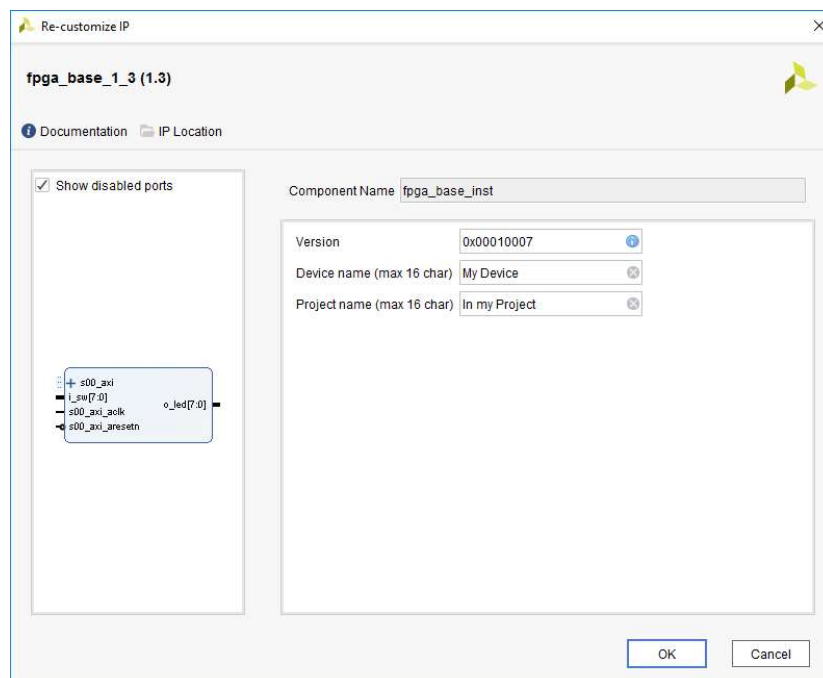 Re-customize IP
fpga_base_1_3 (1.3)
Documentation IP Location
Show disabled ports
s00_axi
i_sw[7:0]
s00_axi_aclk
s00_axi_aresetn
o_led[7:0]
Component Name fpga_base_inst
Version 0x00010007
Device name (max 16 char) My Device
Project name (max 16 char) In my Project
OK Cancel